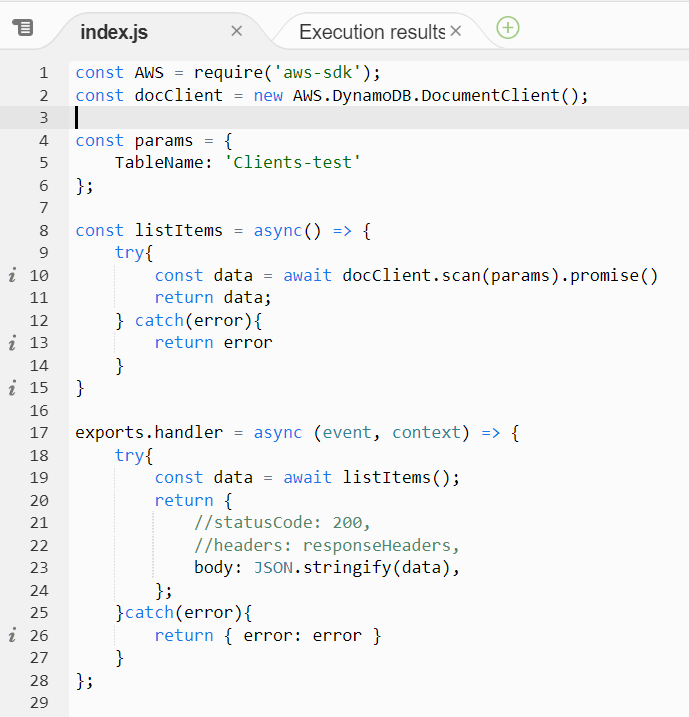 index.js × Execution results ×
1 const AWS = require('aws-sdk');
2 const docClient = new AWS.DynamoDB.DocumentClient();
3
4 const params = {
5     TableName: 'Clients-test'
6 };
7
8 const listItems = async() => {
9     try{
i 10         const data = await docClient.scan(params).promise()
11         return data;
12     } catch(error){
i 13         return error
14     }
i 15 }
16
17 exports.handler = async (event, context) => {
18     try{
19         const data = await listItems();
20         return {
21             //statusCode: 200,
22             //headers: responseHeaders,
23             body: JSON.stringify(data),
24         };
25     }catch(error){
i 26         return { error: error }
27     }
28 };
29